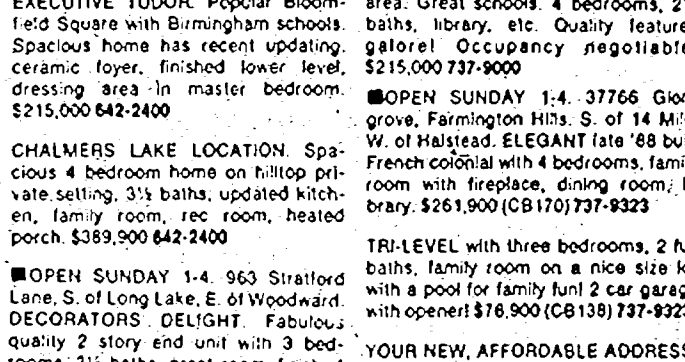 EXECUTIVE TUDOR. Popular Bloom-
field Square with Birmingham schools.
Spacious home has recent updating.
ceramic foyer, finished lower level,
dressing area in master bedroom.
$215,000 642-2400
CHALMERS LAKE LOCATION. Spa-
cious 4 bedroom home on hilltop pri-
vate setting, 3½ baths, updated kitch-
en, family room, rec room, heated
porch. $389,900 642-2400
OPEN SUNDAY 1-4. 963 Stratford
Lane, S. of Long Lake, E. of Woodward.
DECORATORS DELIGHT. Fabulous
quality 2 story end unit with 3 bed-
baths, great room
area. Great schools. 4 bedrooms,
baths, library, etc. Quality feature
galore! Occupancy negotiable
$215,000 737-9000
OPEN SUNDAY 1-4. 37766
grove, Farmington Hills. S. of 14
W. of Halstead. ELEGANT late '88
French colonial with 4 bedrooms,
room with fireplace, dining room,
brary. $261,900 (CB170) 737-9323
TRI-LEVEL with three bedrooms, 2
baths, family room on a nice size
with a pool for family fun! 2 car
with opener! $76,900 (CB138) 737-9323
YOUR NEW, AFFORDABLE ADDRESS